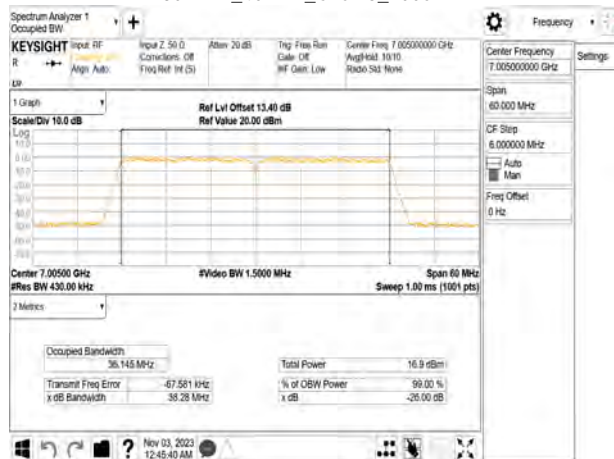 Spectrum Analyzer 1
Occupied BW
KEYSIGHT
Input: RF
Align: Auto
Input Z: 50 Ω
Corrections: Off
Freq Ref: Int (S)
Atten: 20 dB
Trig: Free Run
Gate: Off
#IF Gain: Low
Center Freq: 7.005000000 GHz
Avg|Hold: 10/10
Radio Std: None
Frequency
Settings
Center Frequency
7.005000000 GHz
Span
60.000 MHz
CF Step
6.000000 MHz
Auto
Man
Freq Offset
0 Hz
1 Graph
Scale/Div 10.0 dB
Ref Lvl Offset 13.40 dB
Ref Value 20.00 dBm
Log
Center 7.00500 GHz
#Res BW 430.00 kHz
#Video BW 1.5000 MHz
Span 60 MHz
Sweep 1.00 ms (1001 pts)
2 Metrics
Occupied Bandwidth
36.145 MHz
Total Power 16.9 dBm
Transmit Freq Error -67.581 kHz
% of OBW Power 99.00 %
x dB Bandwidth 38.28 MHz
x dB -26.00 dB
Nov 03, 2023
12:45:40 AM